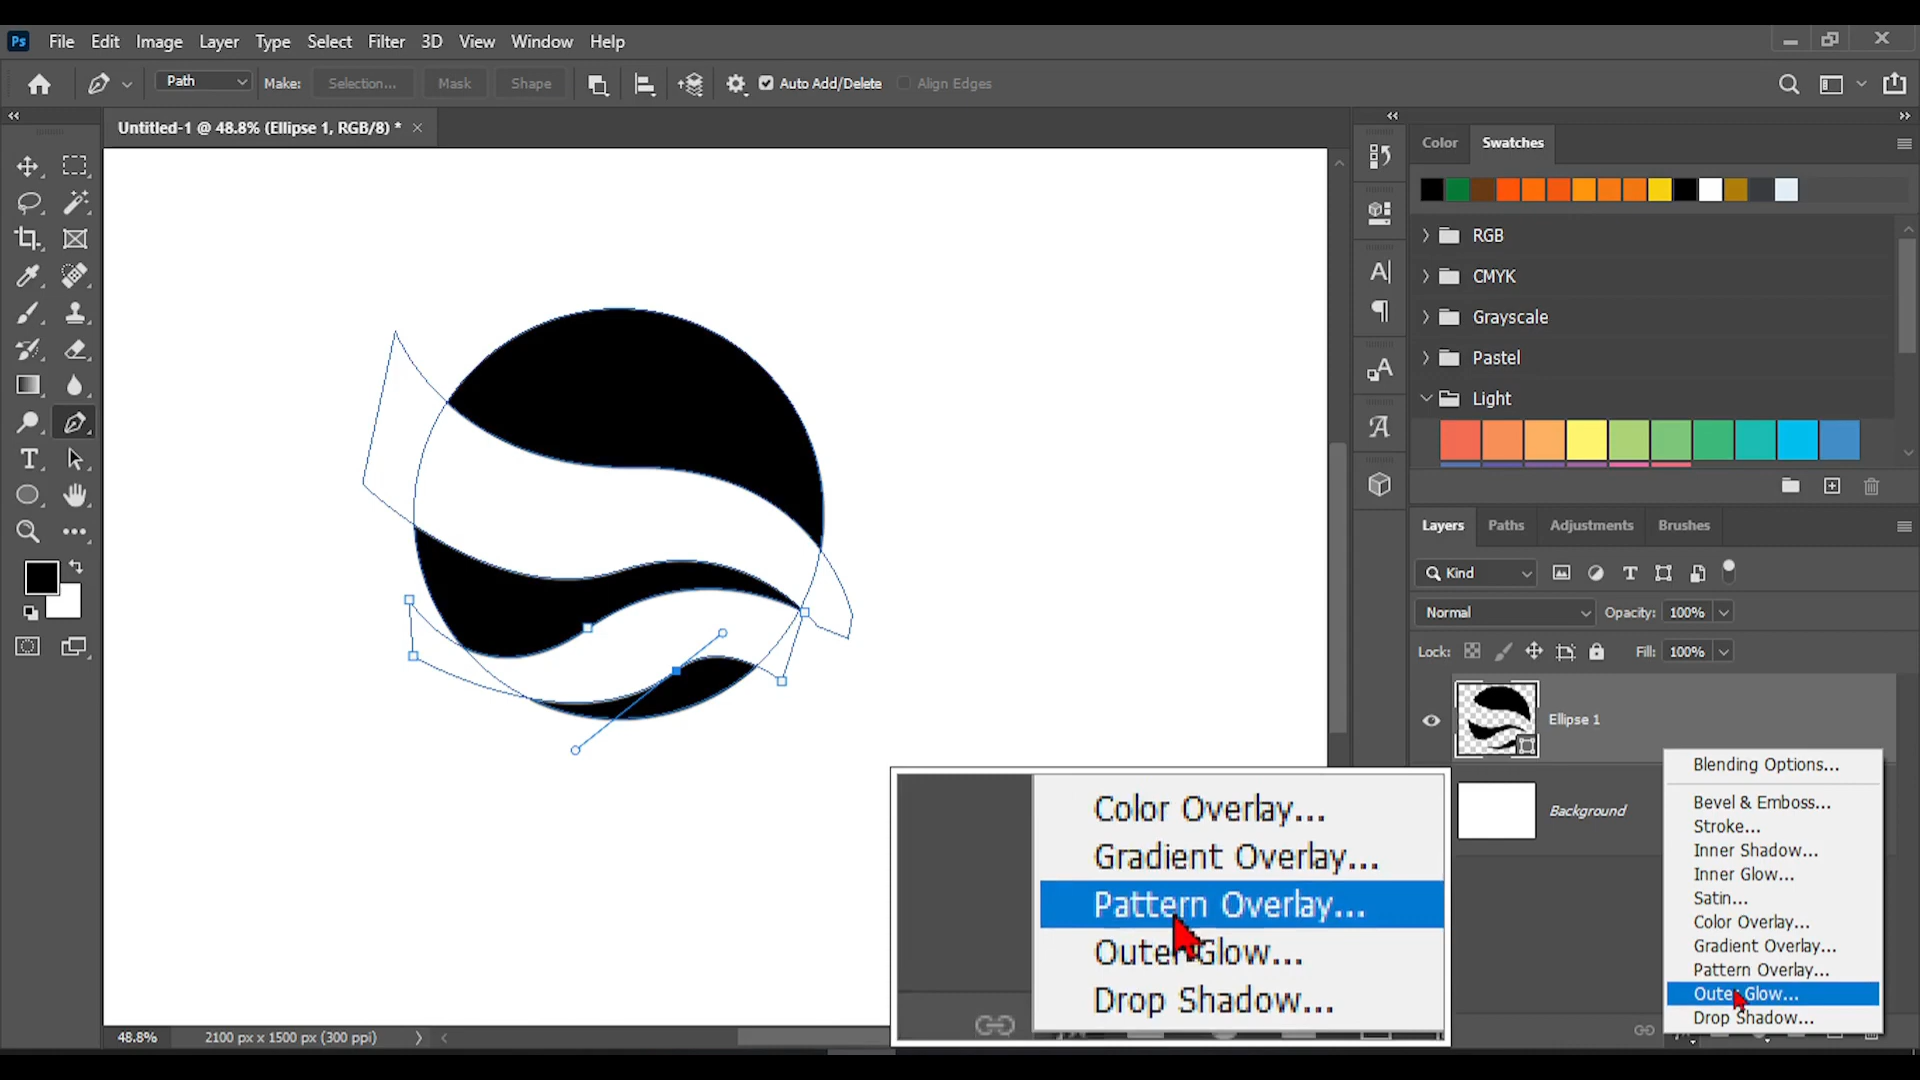 Ps File Edit Image Layer Type Select Filter 3D View Window Help
Path Make: Selection... Mask Shape Auto Add/Delete Align Edges
Untitled-1 @ 48.8% (Ellipse 1, RGB/8) * ×
Color Swatches
RGB
CMYK
Grayscale
Pastel
Light
Layers Paths Adjustments Brushes
Kind
Normal Opacity: 100%
Lock: Fill: 100%
Ellipse 1
Background
Blending Options...
Bevel & Emboss...
Stroke...
Inner Shadow...
Inner Glow...
Satin...
Color Overlay...
Gradient Overlay...
Pattern Overlay...
Outer Glow...
Drop Shadow...
Color Overlay...
Gradient Overlay...
Pattern Overlay...
Outer Glow...
Drop Shadow...
48.8% 2100 px x 1500 px (300 ppi)